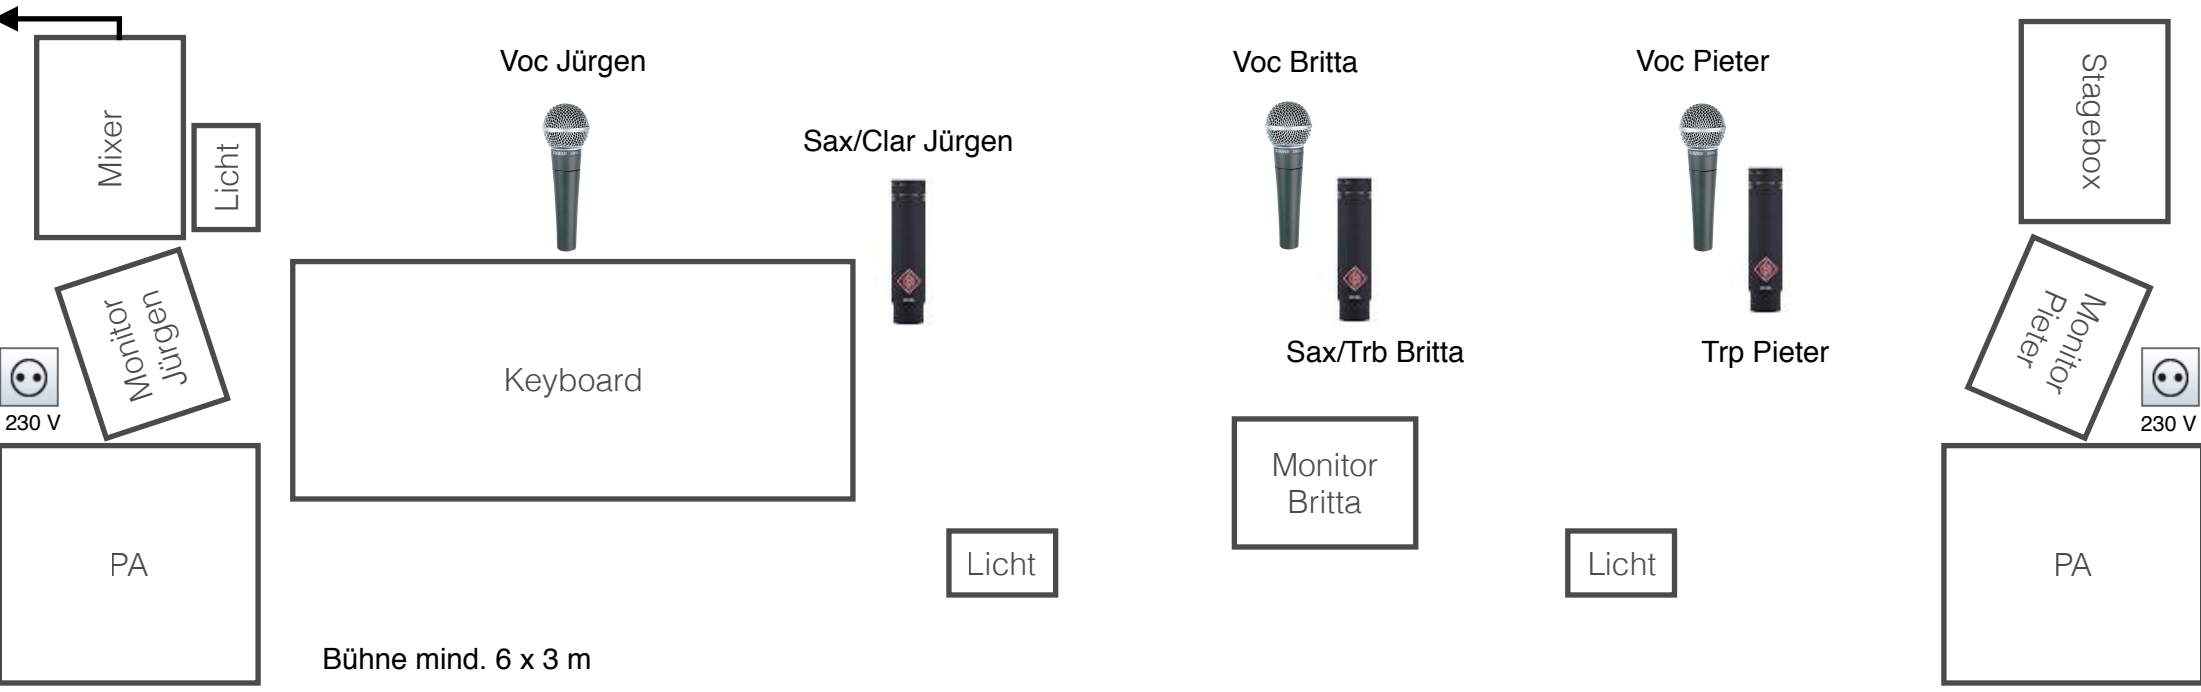 Voc Jürgen
Voc Britta
Voc Pieter
Mixer
Licht
Sax/Clar Jürgen
Stagebox
Monitor
Jürgen
Keyboard
Sax/Trb Britta
Trp Pieter
Monitor
Pieter
230 V
230 V
Monitor
Britta
PA
Licht
Licht
PA
Bühne mind. 6 x 3 m